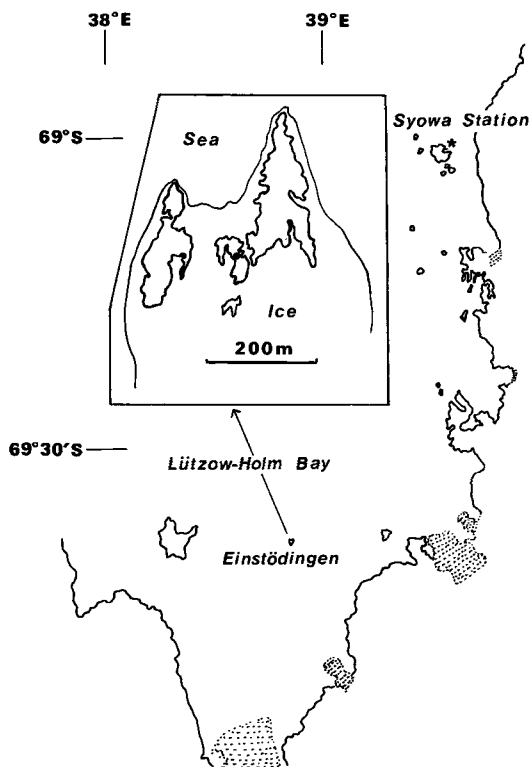 38°E
39°E
69°S
Sea
Syowa Station
Ice
200m
69°30′S
Lützow-Holm Bay
Einstödingen